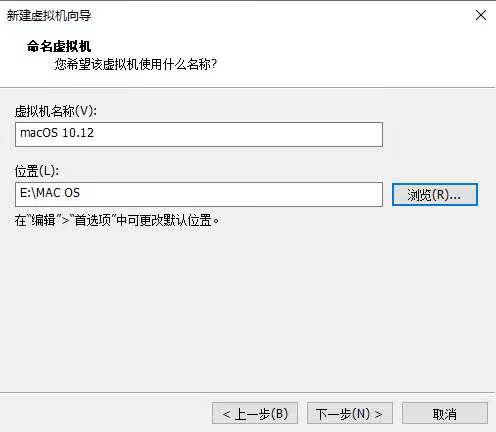 新建虚拟机向导
命名虚拟机
您希望该虚拟机使用什么名称?
虚拟机名称(V):
macOS 10.12
位置(L):
E:\MAC OS
浏览(R)...
在"编辑">"首选项"中可更改默认位置。
< 上一步(B)
下一步(N) >
取消